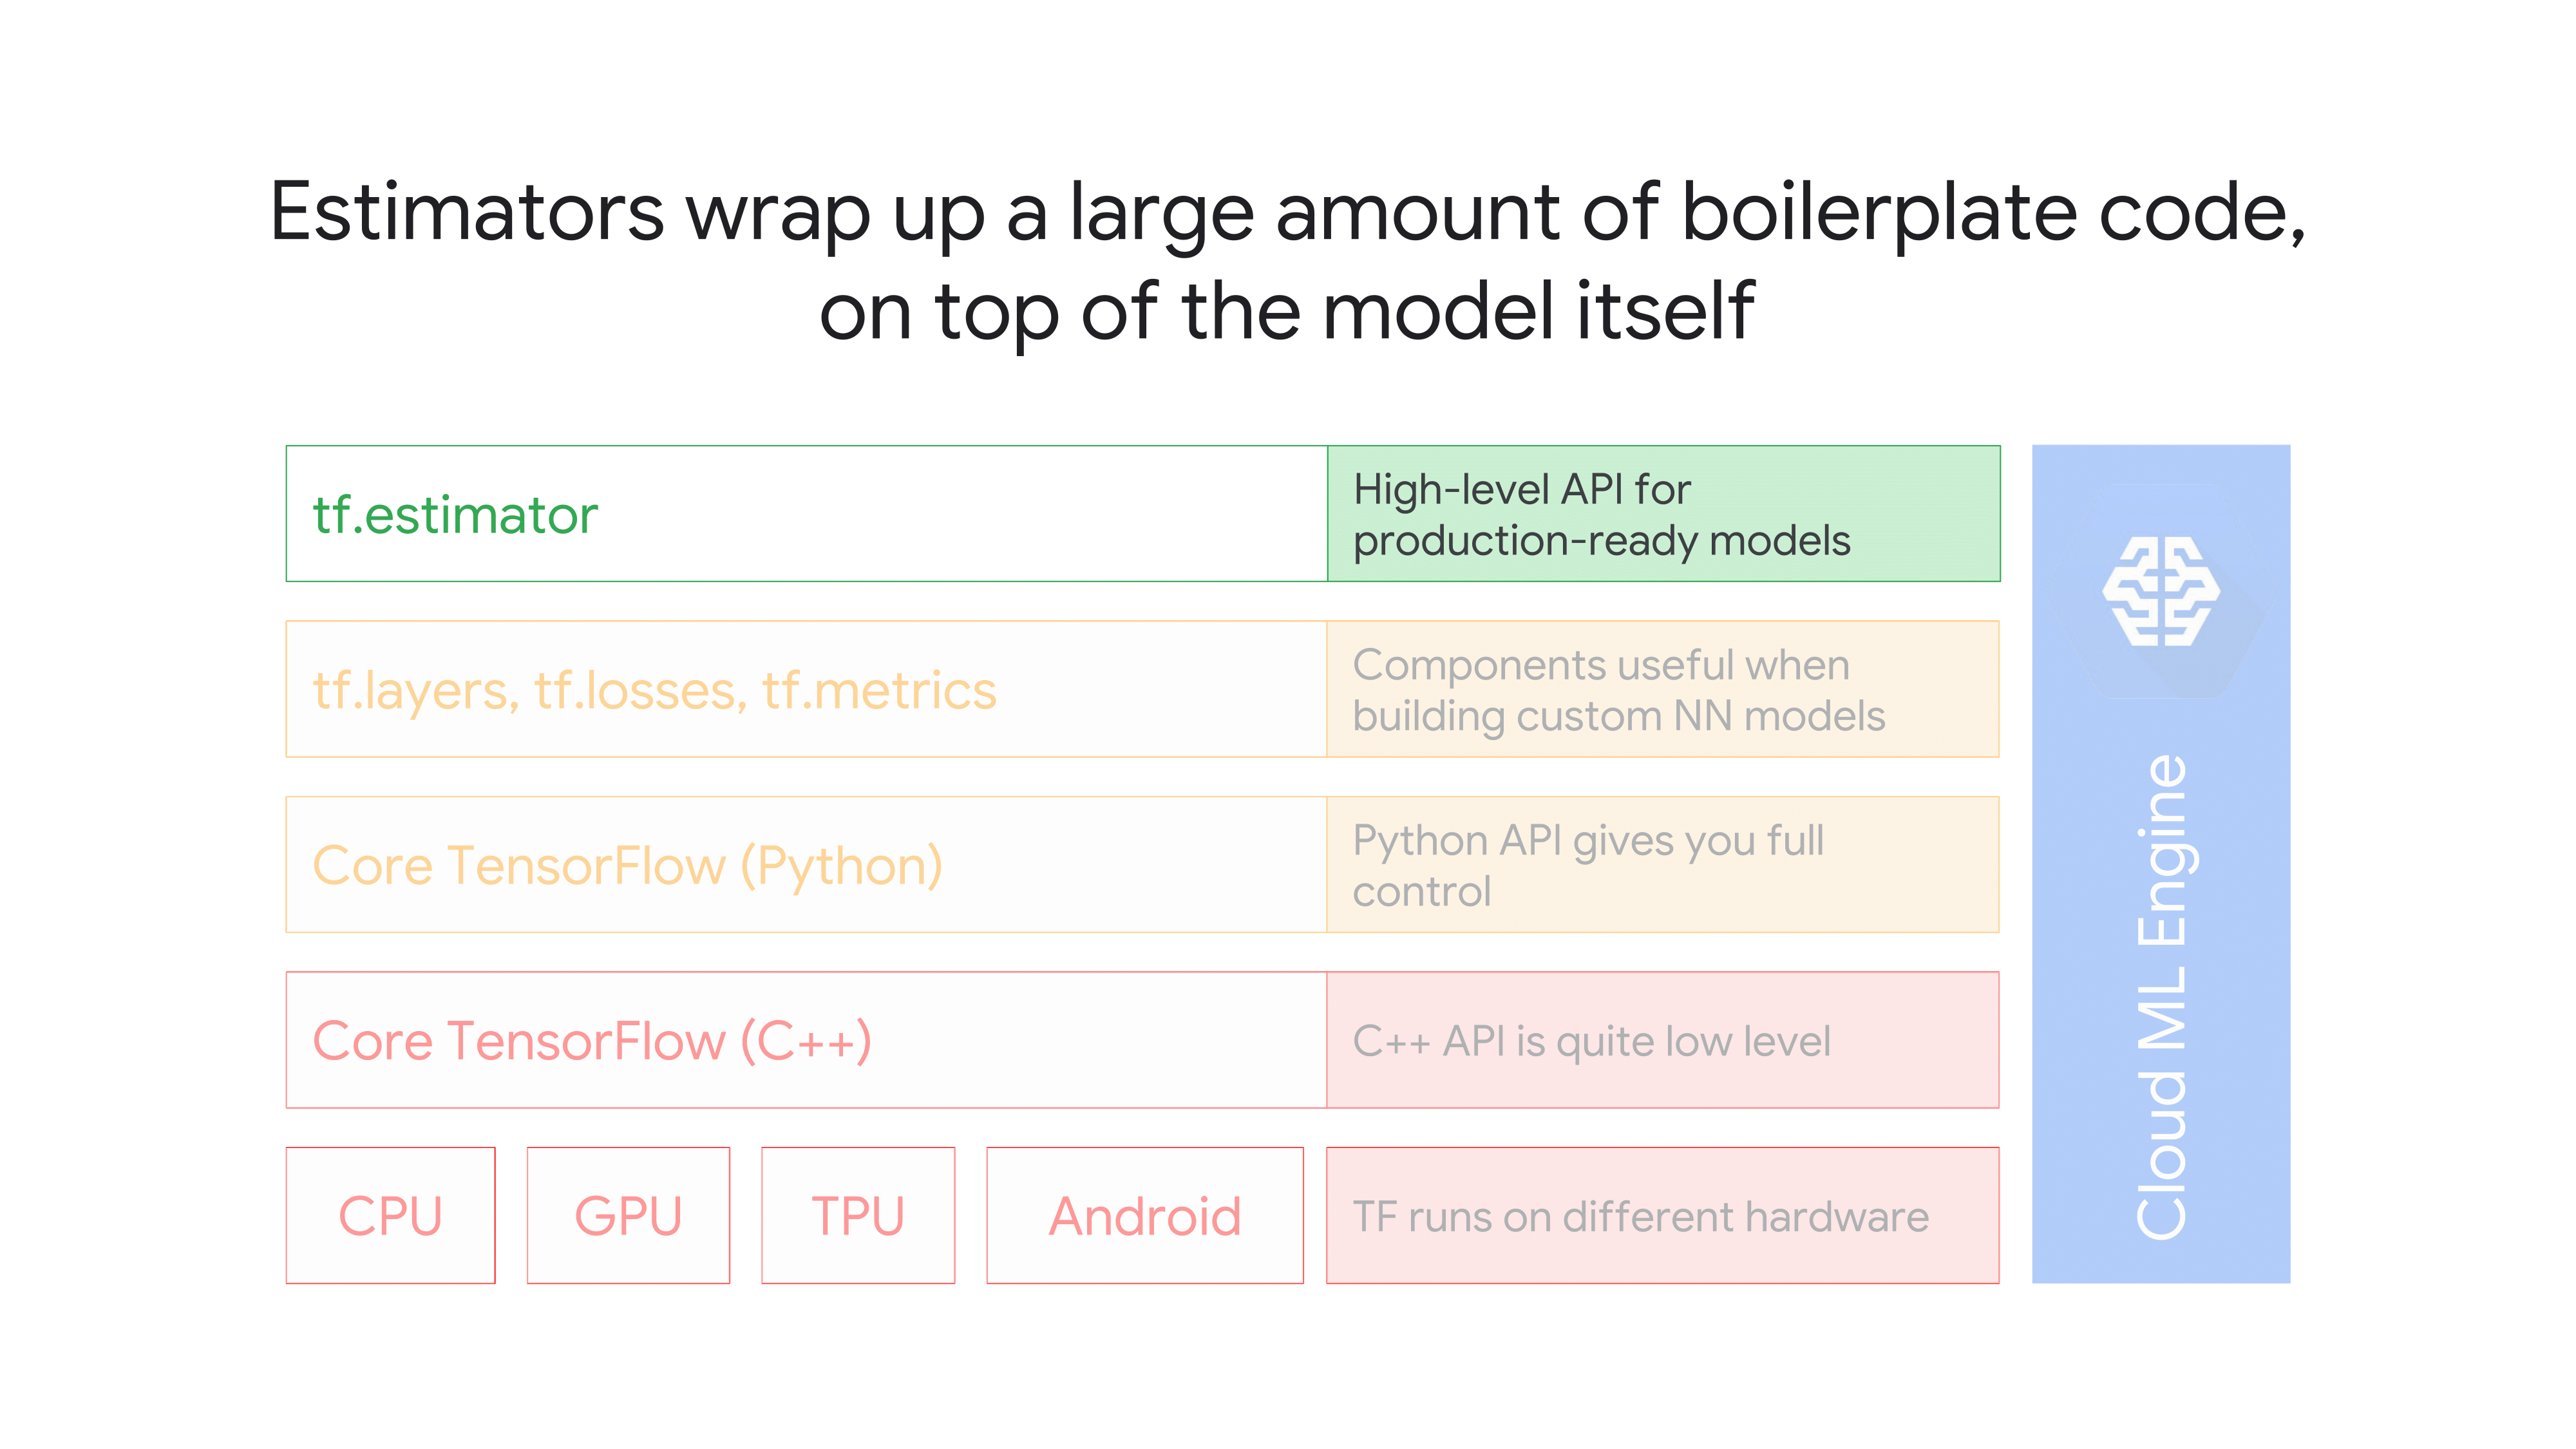 Estimators wrap up a large amount of boilerplate code,
on top of the model itself
tf.estimator
High-level API for
production-ready models
tf.layers, tf.losses, tf.metrics
Components useful when
building custom NN models
Core TensorFlow (Python)
Python API gives you full
control
Core TensorFlow (C++)
C++ API is quite low level
CPU
GPU
TPU
Android
TF runs on different hardware
Cloud ML Engine